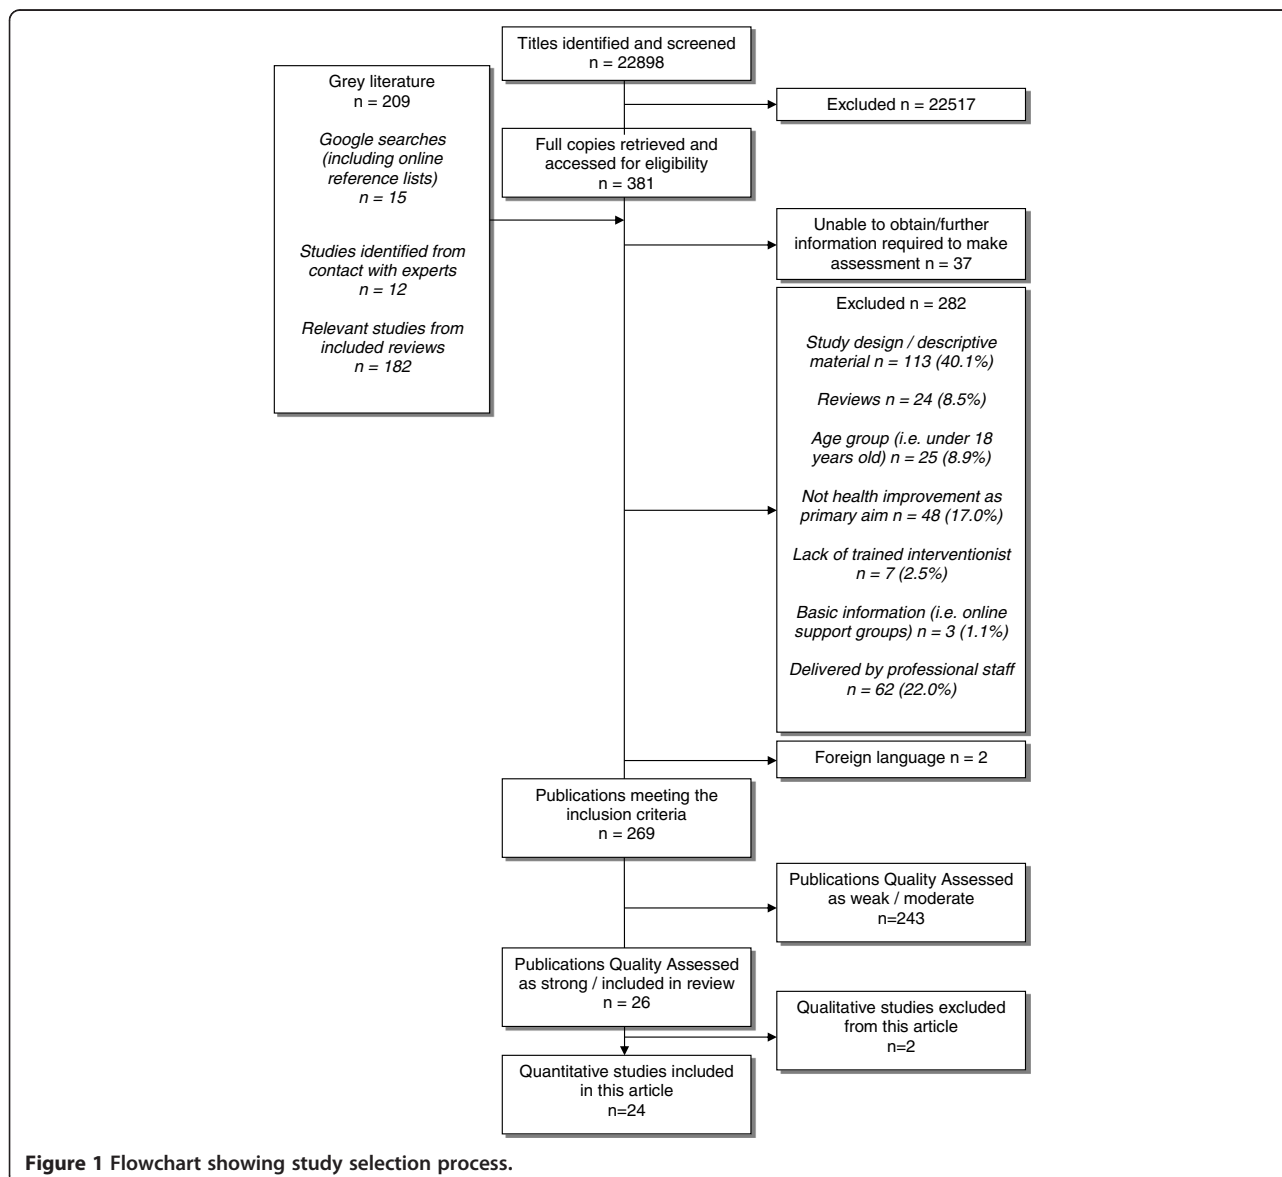 Titles identified and screened
n = 22898
Grey literature
n = 209
Google searches
(including online
reference lists)
n = 15
Studies identified from
contact with experts
n = 12
Relevant studies from
included reviews
n = 182
Excluded n = 22517
Full copies retrieved and
accessed for eligibility
n = 381
Unable to obtain/further
information required to make
assessment n = 37
Excluded n = 282
Study design / descriptive
material n = 113 (40.1%)
Reviews n = 24 (8.5%)
Age group (i.e. under 18
years old) n = 25 (8.9%)
Not health improvement as
primary aim n = 48 (17.0%)
Lack of trained interventionist
n = 7 (2.5%)
Basic information (i.e. online
support groups) n = 3 (1.1%)
Delivered by professional staff
n = 62 (22.0%)
Foreign language n = 2
Publications meeting the
inclusion criteria
n = 269
Publications Quality Assessed
as weak / moderate
n=243
Publications Quality Assessed
as strong / included in review
n = 26
Qualitative studies excluded
from this article
n=2
Quantitative studies included
in this article
n=24
Figure 1 Flowchart showing study selection process.